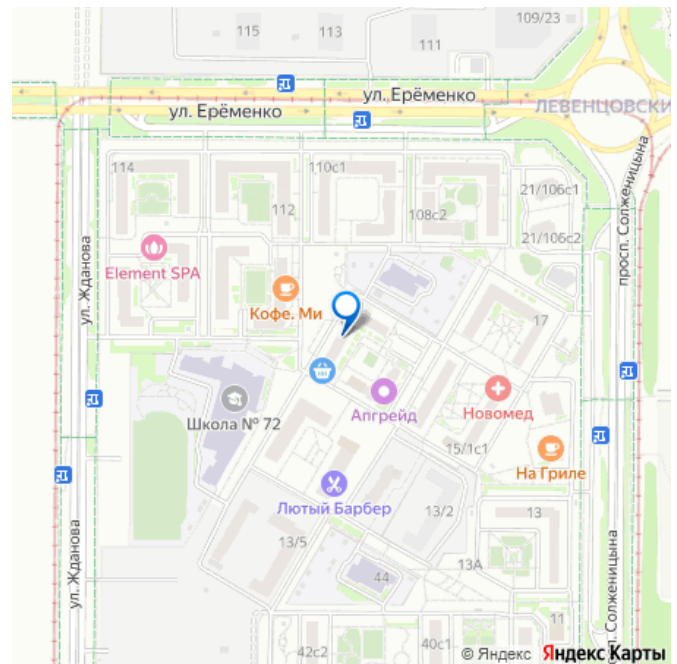 109/23
115
113
111
ул. Ерёменко
ул. Ерёменко
ЛЕВЕНЦОВСКИ
114
110с1
112
108с2
21/106с1
21/106с2
просп. Солженицына
ул. Жданова
Element SPA
Кофе. Ми
17
Школа № 72
Апгрейд
Новомед
15/1с1
На Гриле
Лютый Барбер
13/2
13
13/5
13А
ул. Жданова
44
11
п. Солженицына
42с2
40с1
© Яндекс Яндекс Карты